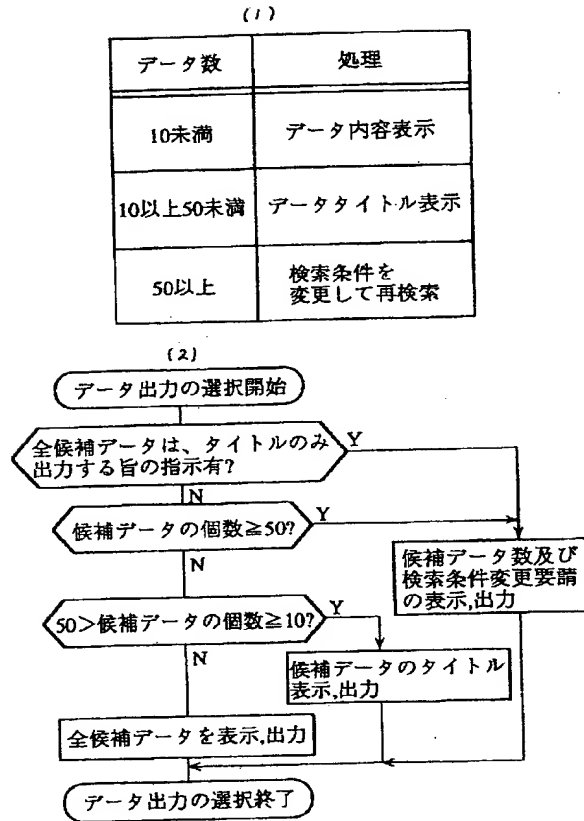 (1)
データ数 処理
10未満 データ内容表示
10以上50未満 データタイトル表示
50以上 検索条件を
変更して再検索
(2)
データ出力の選択開始
全候補データは、タイトルのみ
出力する旨の指示有?
Y
N
候補データの個数≧50?
Y
N
候補データ数及び
検索条件変更要請
の表示,出力
50>候補データの個数≧10?
Y
N
候補データのタイトル
表示,出力
全候補データを表示,出力
データ出力の選択終了